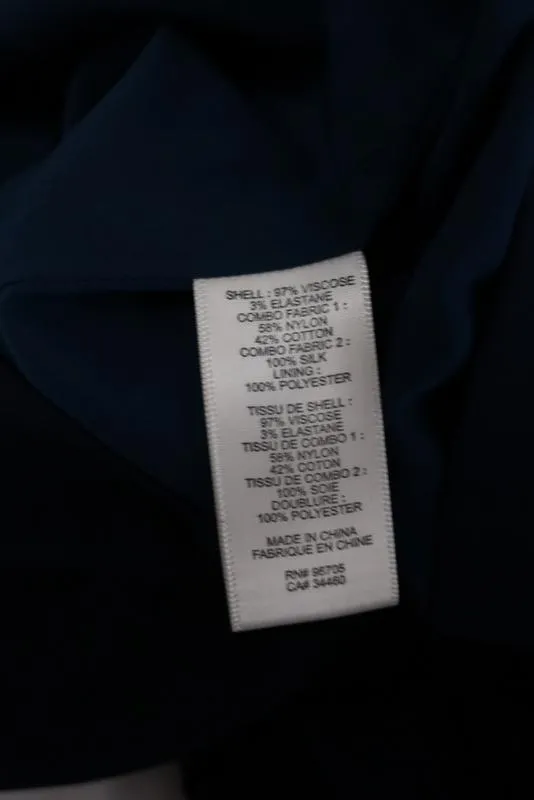 SHELL : 97% VISCOSE
3% ELASTANE
COMBO FABRIC 1 :
58% NYLON
42% COTTON
COMBO FABRIC 2 :
100% SILK
LINING :
100% POLYESTER
TISSU DE SHELL :
97% VISCOSE
3% ELASTANE
TISSU DE COMBO 1 :
58% NYLON
42% COTON
TISSU DE COMBO 2 :
100% SOIE
DOUBLURE :
100% POLYESTER
MADE IN CHINA
FABRIQUE EN CHINE
RN# 96705
CA# 34460